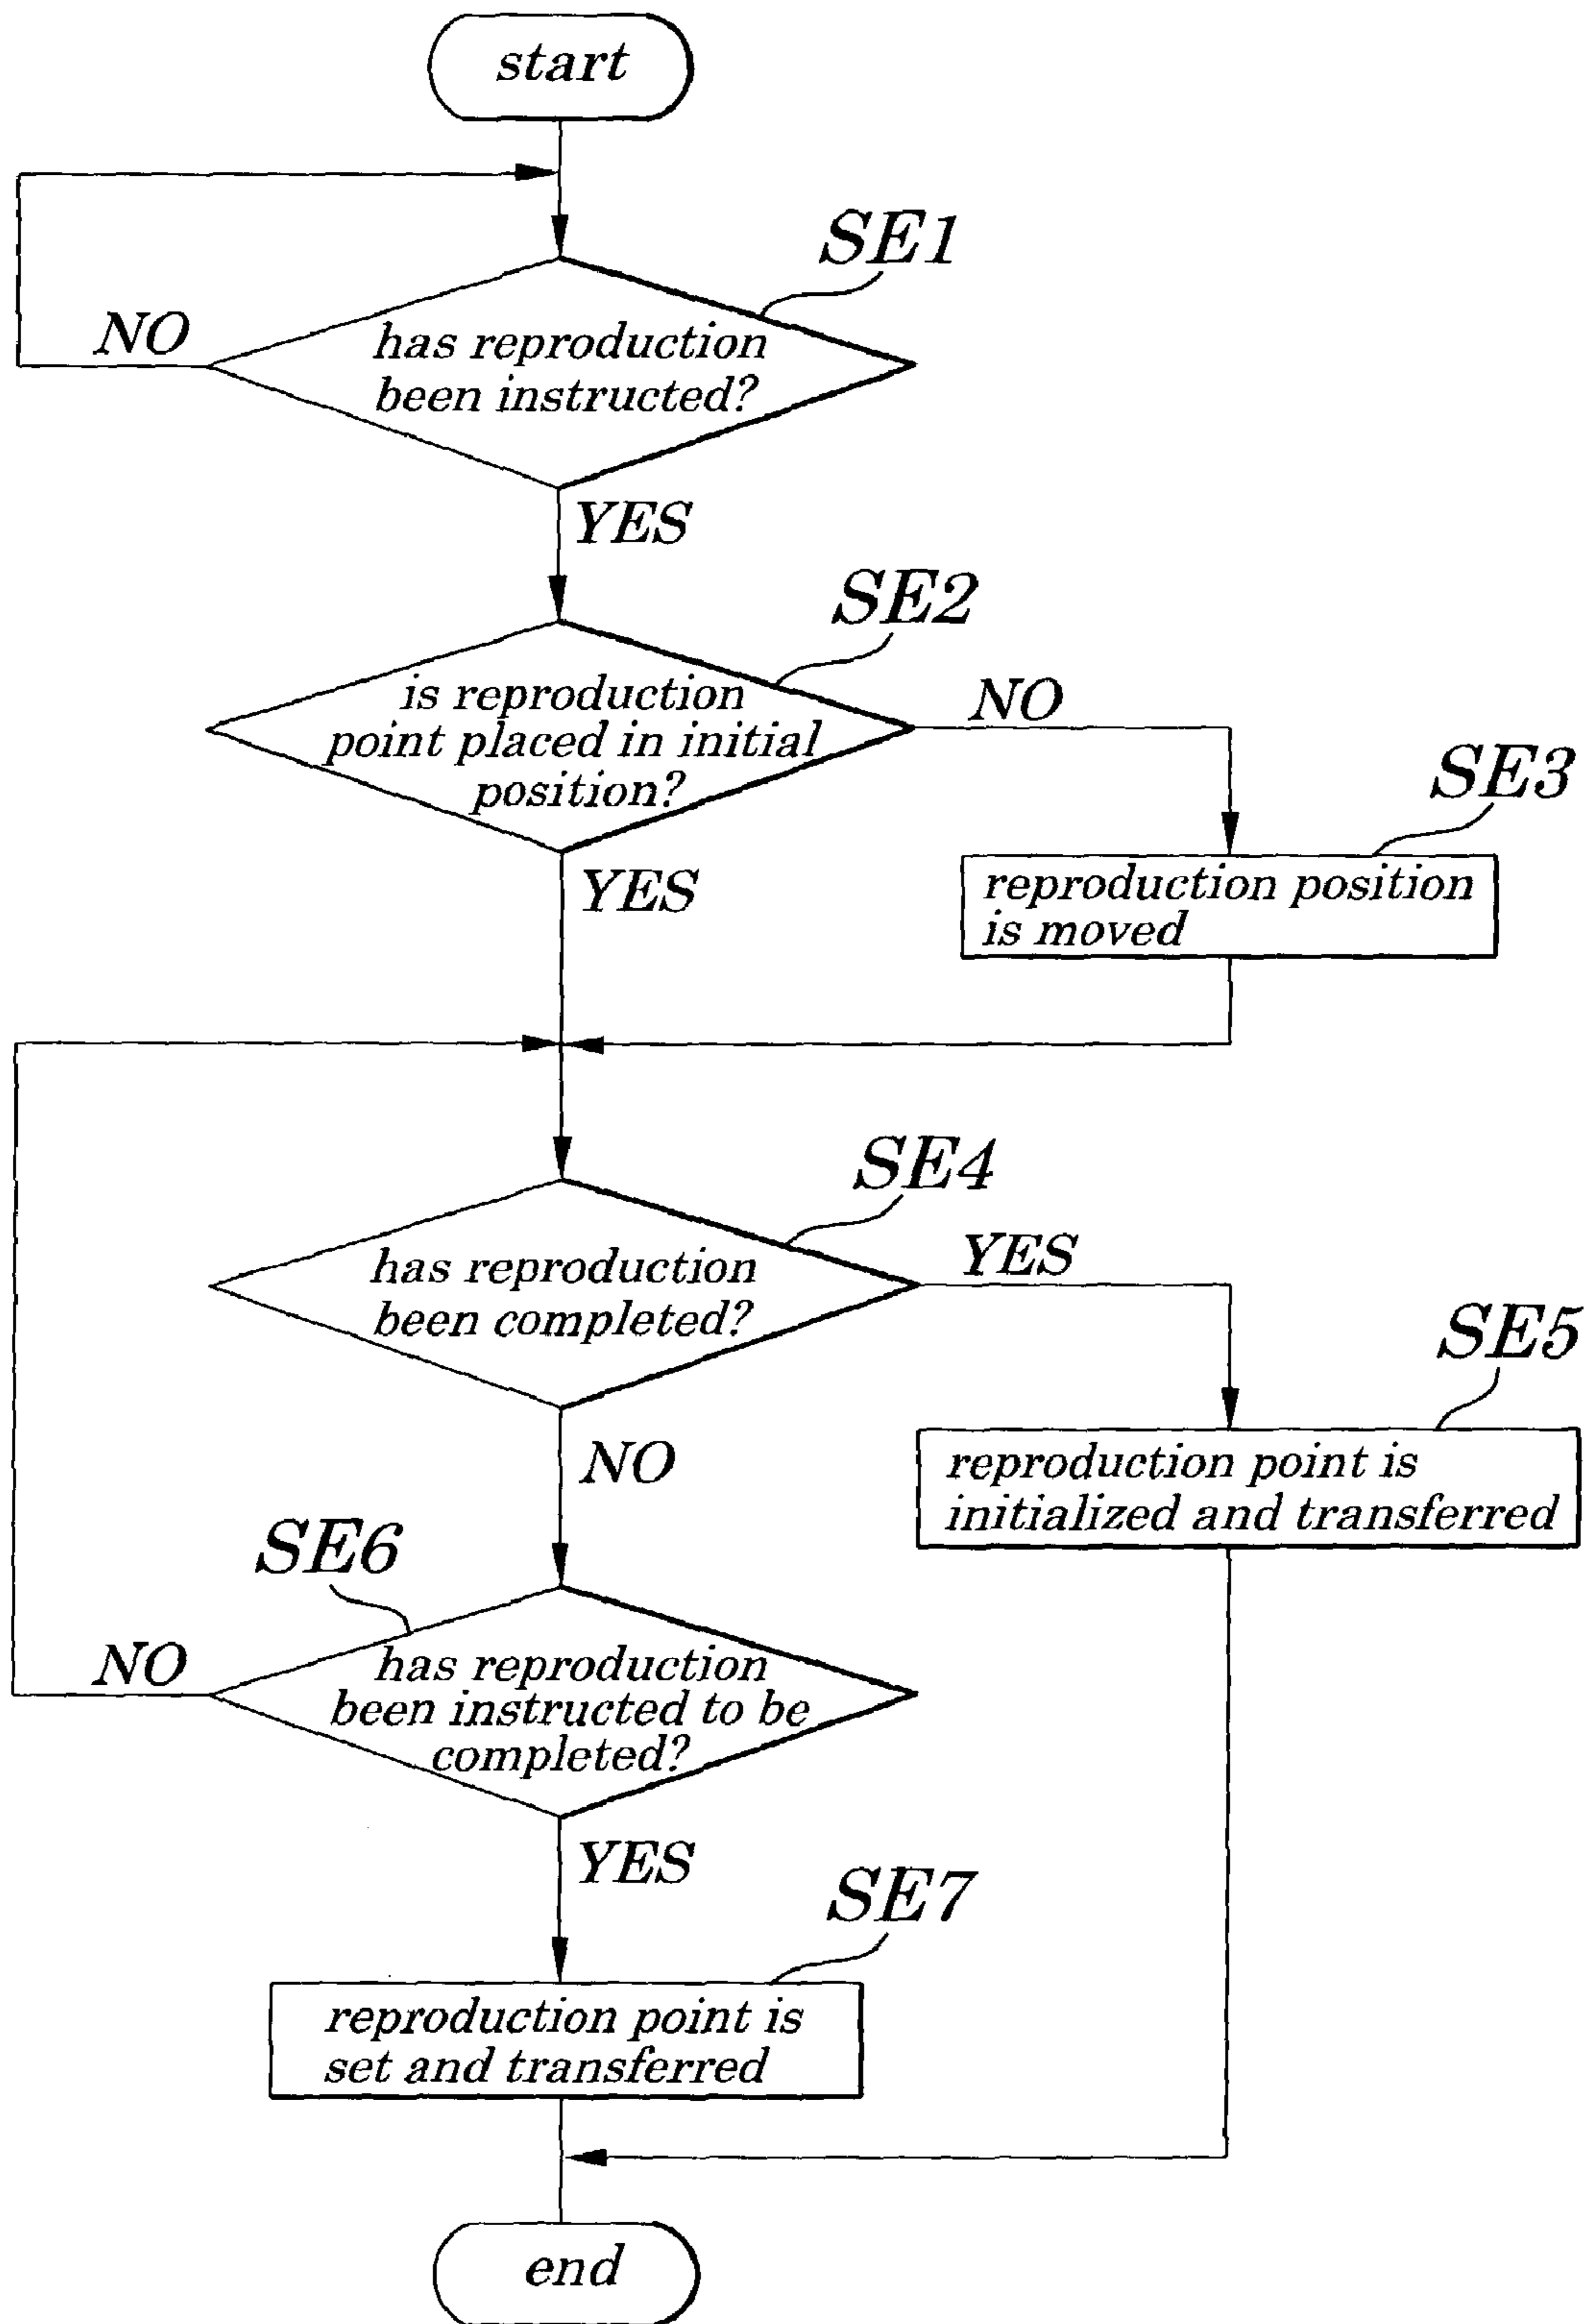 start
SE1
NO
has reproduction
been instructed?
YES
SE2
is reproduction
point placed in initial
position?
NO
SE3
YES
reproduction position
is moved
SE4
has reproduction
been completed?
YES
SE5
NO
reproduction point is
initialized and transferred
SE6
NO
has reproduction
been instructed to be
completed?
YES
SE7
reproduction point is
set and transferred
end